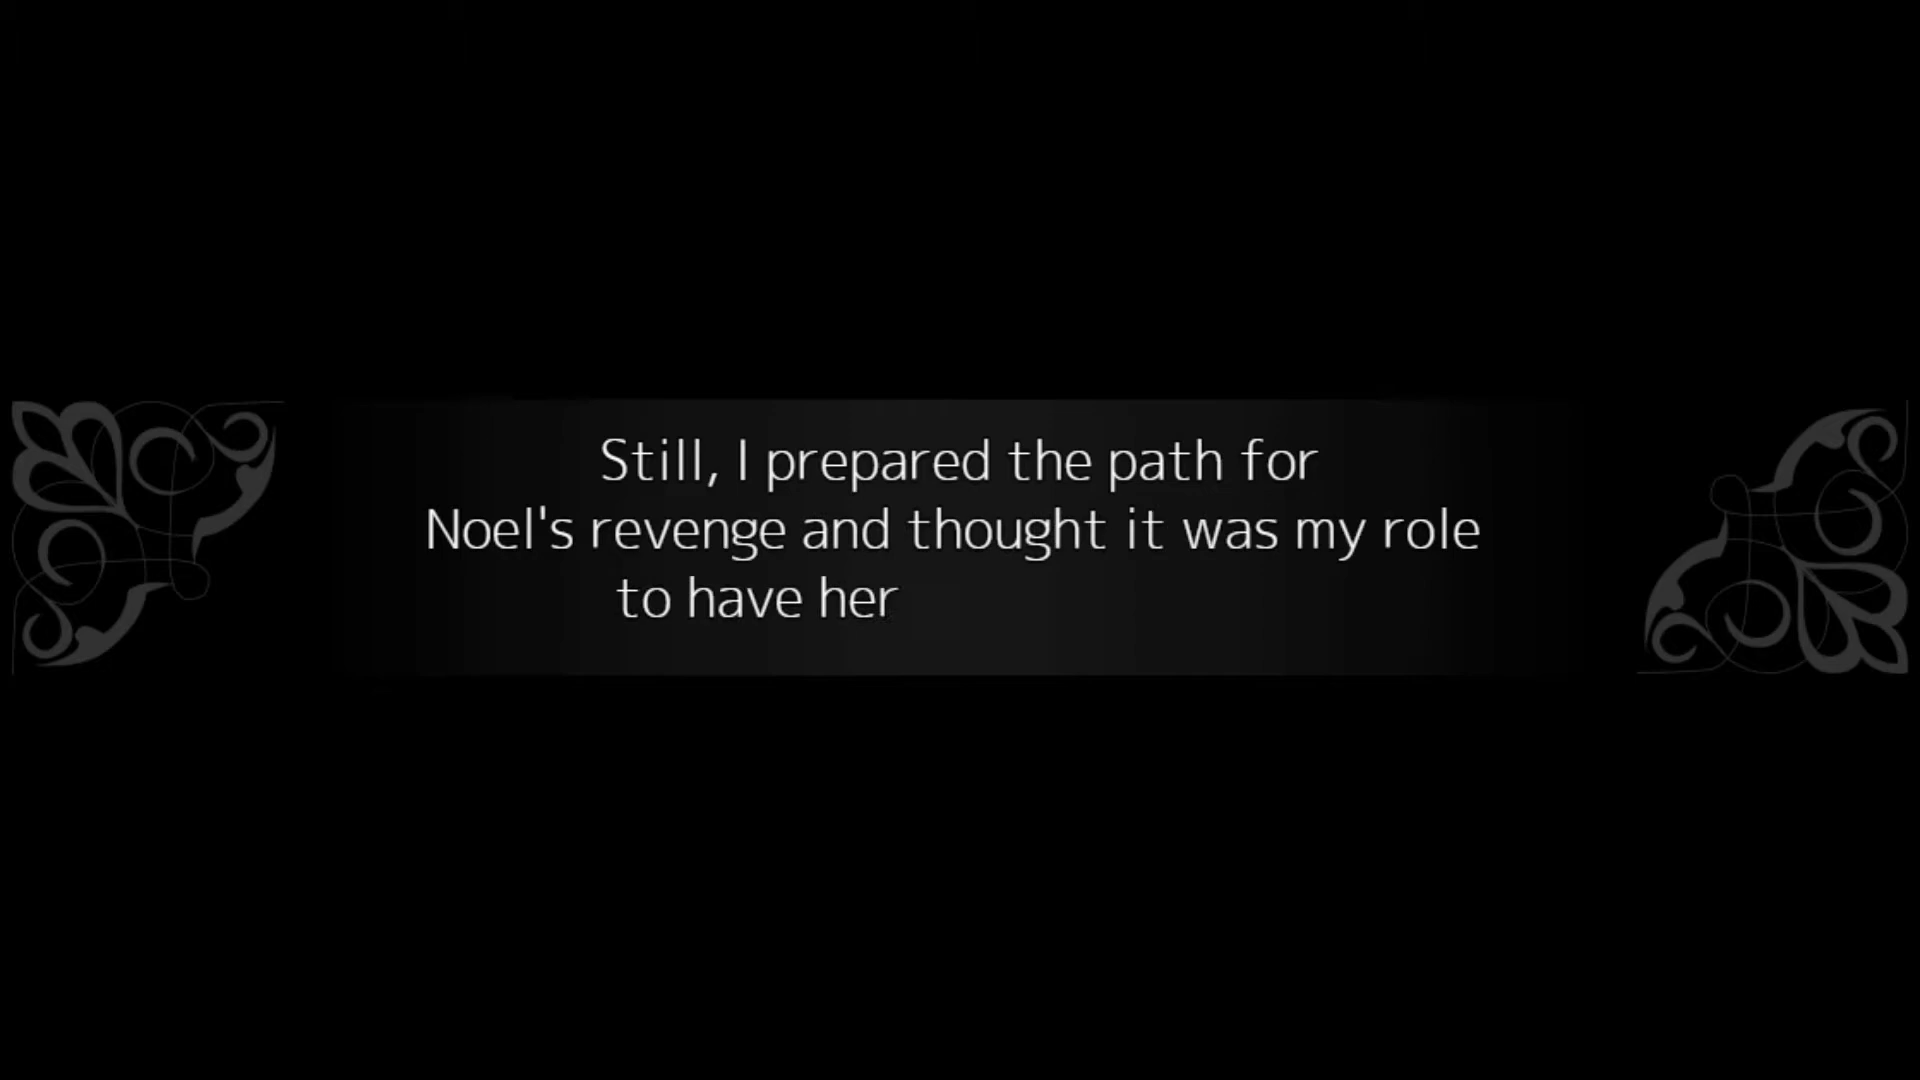 Still, I prepared the path for
Noel's revenge and thought it was my role
to have her